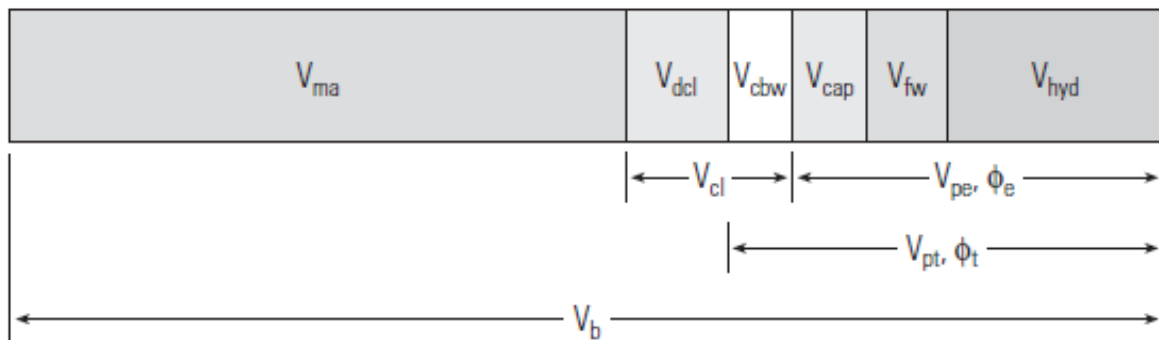 V_ma V_dcl V_cbw V_cap V_fw V_hyd
V_cl V_pe, ϕ_e
V_pt, ϕ_t
V_b